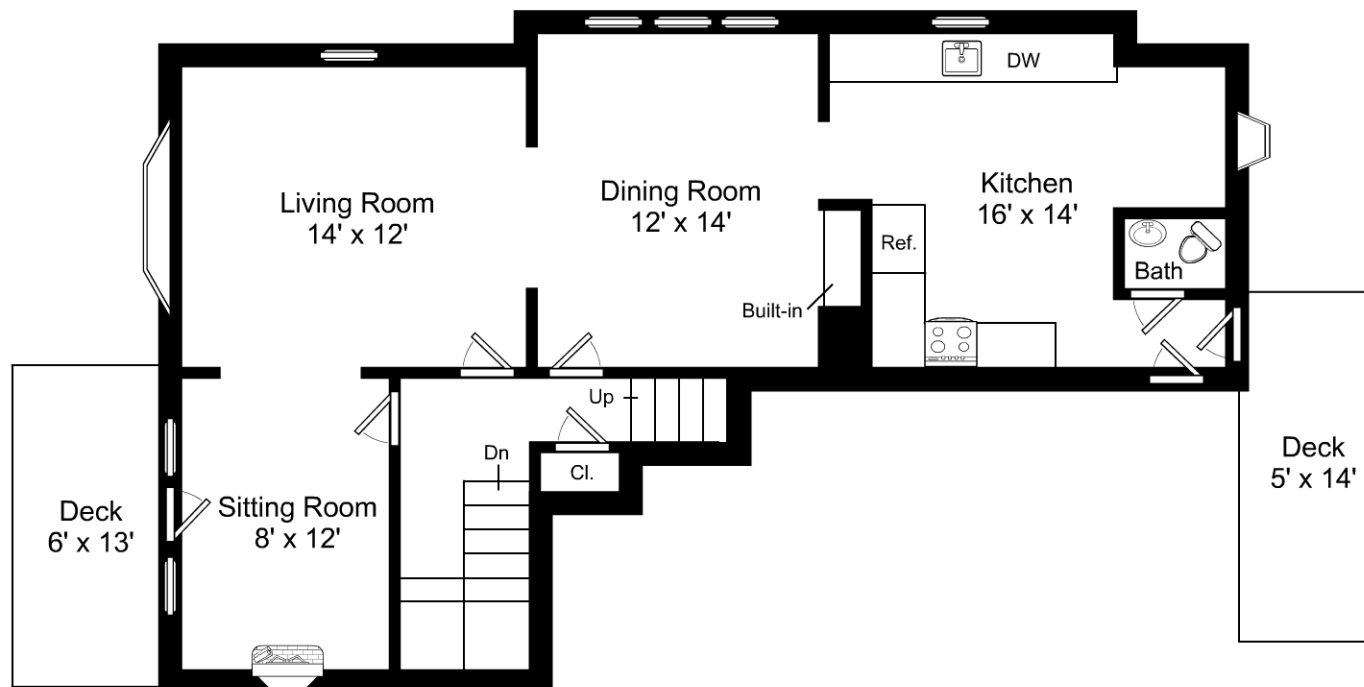 DW
Kitchen
16' x 14'
Dining Room
12' x 14'
Living Room
14' x 12'
Ref.
Bath
Built-in
Up
Dn
Cl.
Deck
5' x 14'
Sitting Room
8' x 12'
Deck
6' x 13'